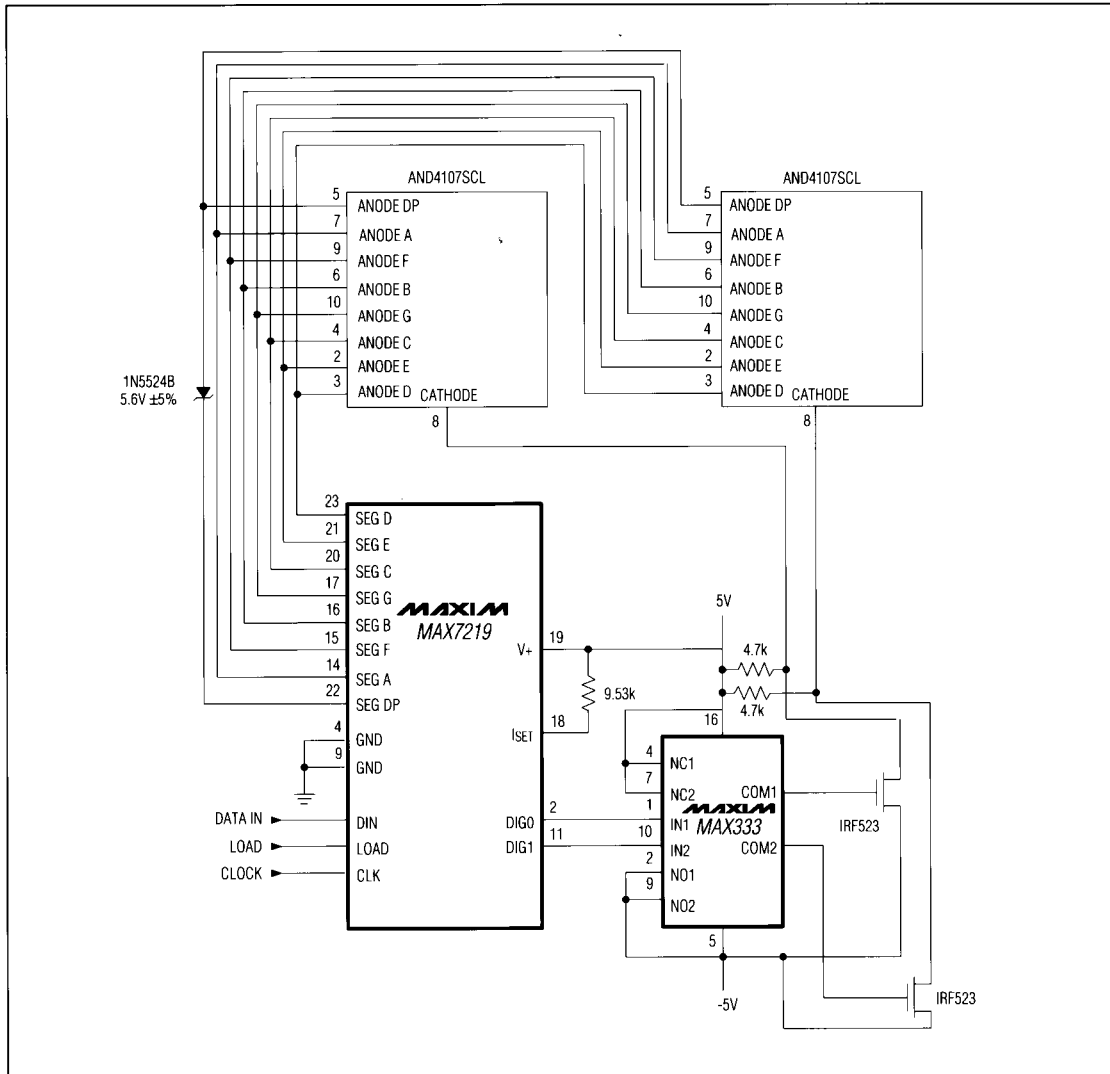 AND4107SCL
5 ANODE DP
7 ANODE A
9 ANODE F
6 ANODE B
10 ANODE G
4 ANODE C
2 ANODE E
3 ANODE D
CATHODE
8
AND4107SCL
5 ANODE DP
7 ANODE A
9 ANODE F
6 ANODE B
10 ANODE G
4 ANODE C
2 ANODE E
3 ANODE D
CATHODE
8
1N5524B
5.6V ±5%
23 SEG D
21 SEG E
20 SEG C
17 SEG G
16 SEG B
15 SEG F
14 SEG A
22 SEG DP
4 GND
9 GND
DATA IN DIN
LOAD LOAD
CLOCK CLK
MAXIM
MAX7219
V+ 19
9.53k
ISET 18
DIG0 2
DIG1 11
5V
4.7k
4.7k
16
4 NC1
7 NC2
1 IN1
10 IN2
2 NO1
9 NO2
COM1
MAXIM
MAX333
COM2
5
-5V
IRF523
IRF523